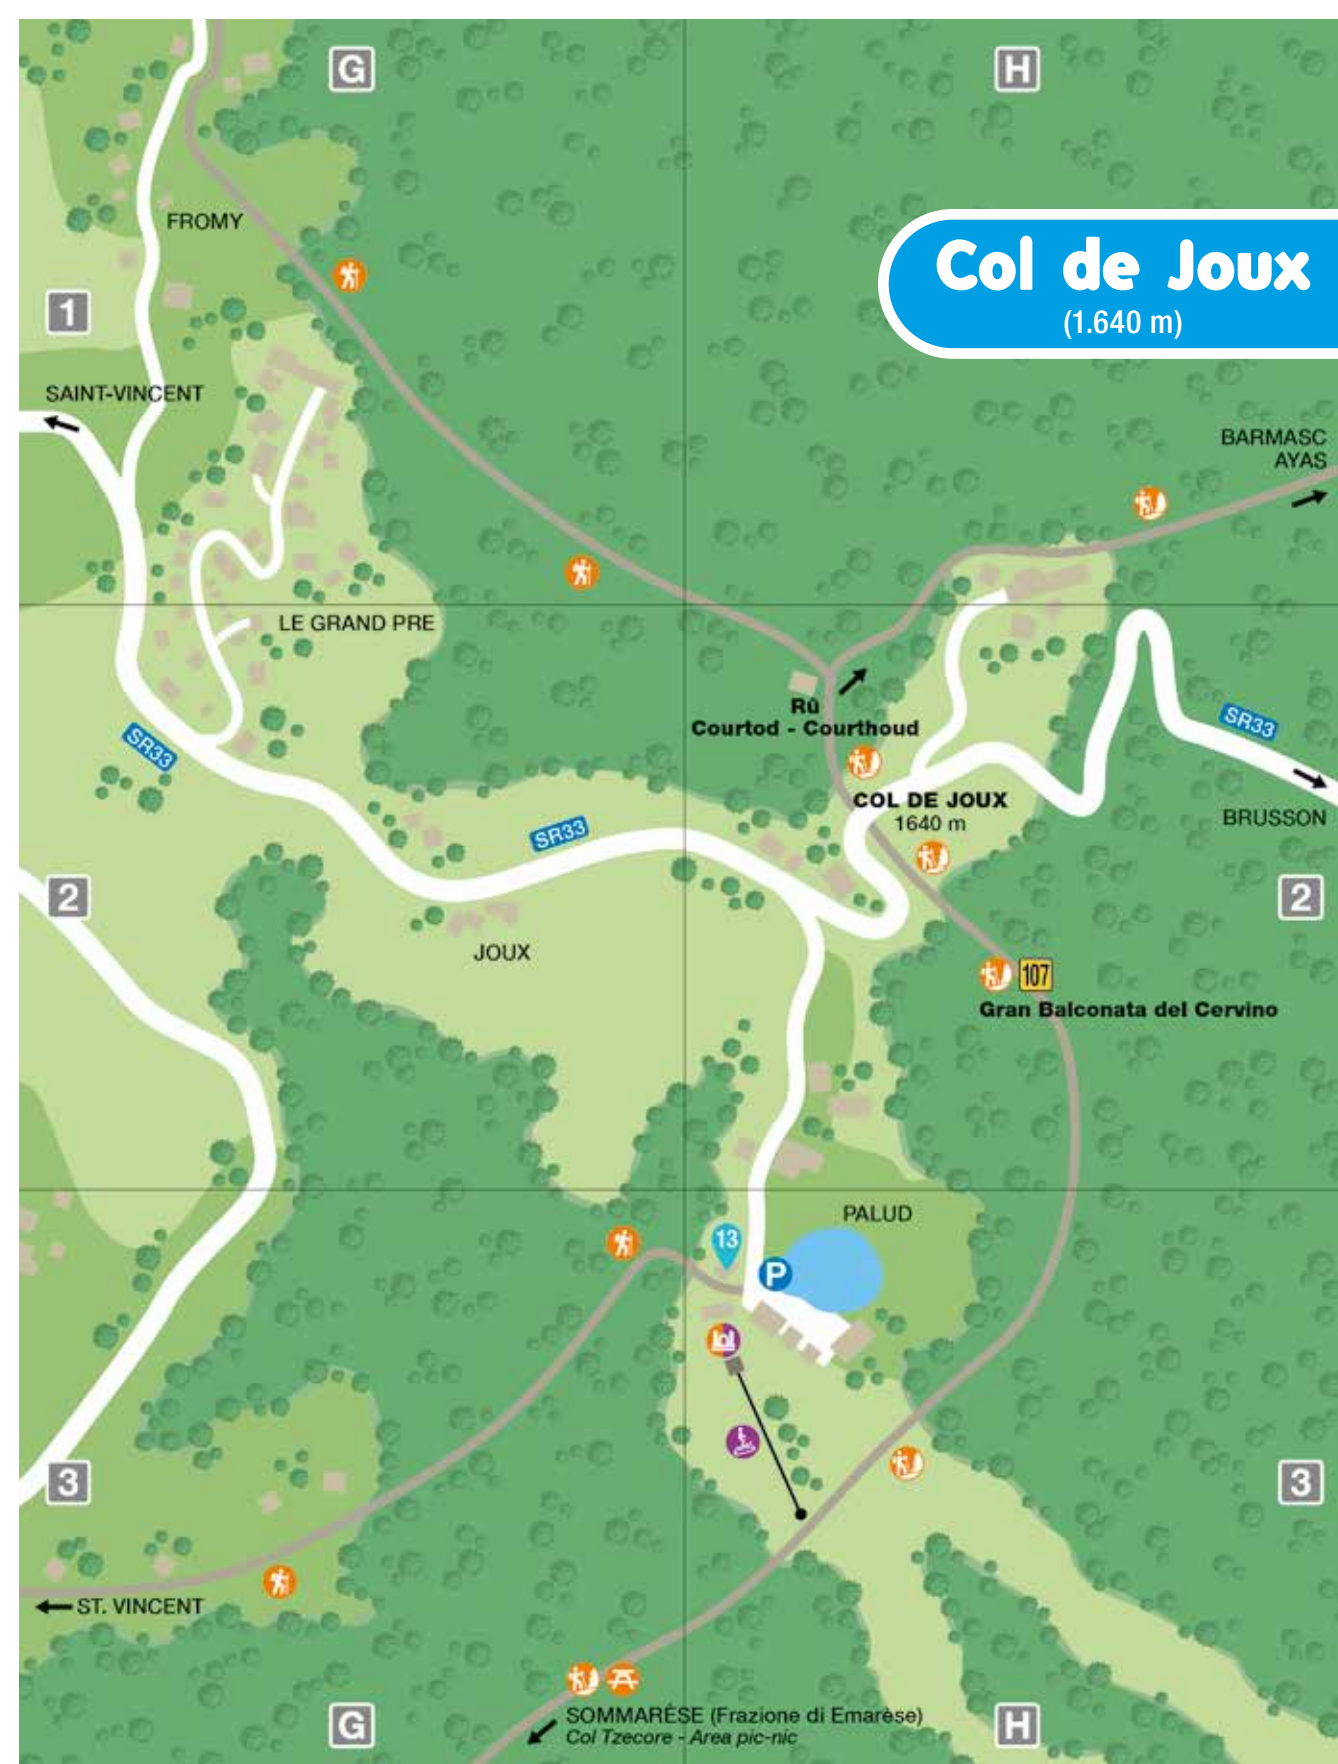 G
H
FROMY
Col de Joux
(1.640 m)
1
SAINT-VINCENT
BARMASC
AYAS
LE GRAND PRE
Rû
Courtod - Courthoud
SR33
SR33
SR33
COL DE JOUX
1640 m
BRUSSON
2
2
JOUX
107
Gran Balconata del Cervino
PALUD
13
P
3
3
ST. VINCENT
SOMMARÈSE (Frazione di Emarèse)
Col Tzecore - Area pic-nic
G
H